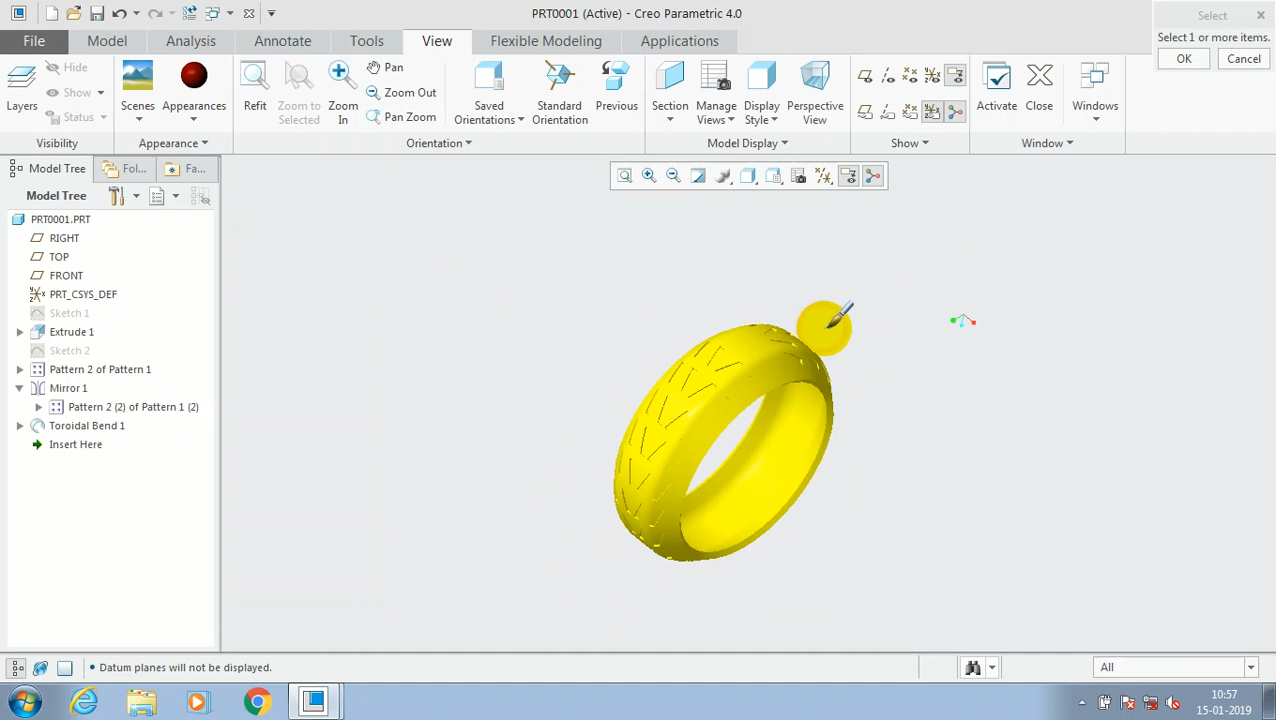 PRT0001 (Active) - Creo Parametric 4.0
Select
Select 1 or more items.
OK
Cancel
File
Model
Analysis
Annotate
Tools
View
Flexible Modeling
Applications
Layers
Hide
Show
Status
Visibility
Scenes
Appearances
Appearance
Refit
Zoom to Selected
Zoom In
Pan
Zoom Out
Pan Zoom
Saved Orientations
Standard Orientation
Previous
Orientation
Section
Manage Views
Display Style
Perspective View
Model Display
Show
Activate
Close
Windows
Window
Model Tree
Fol...
Fa...
Model Tree
PRT0001.PRT
RIGHT
TOP
FRONT
PRT_CSYS_DEF
Sketch 1
Extrude 1
Sketch 2
Pattern 2 of Pattern 1
Mirror 1
Pattern 2 (2) of Pattern 1 (2)
Toroidal Bend 1
Insert Here
• Datum planes will not be displayed.
All
10:57
15-01-2019